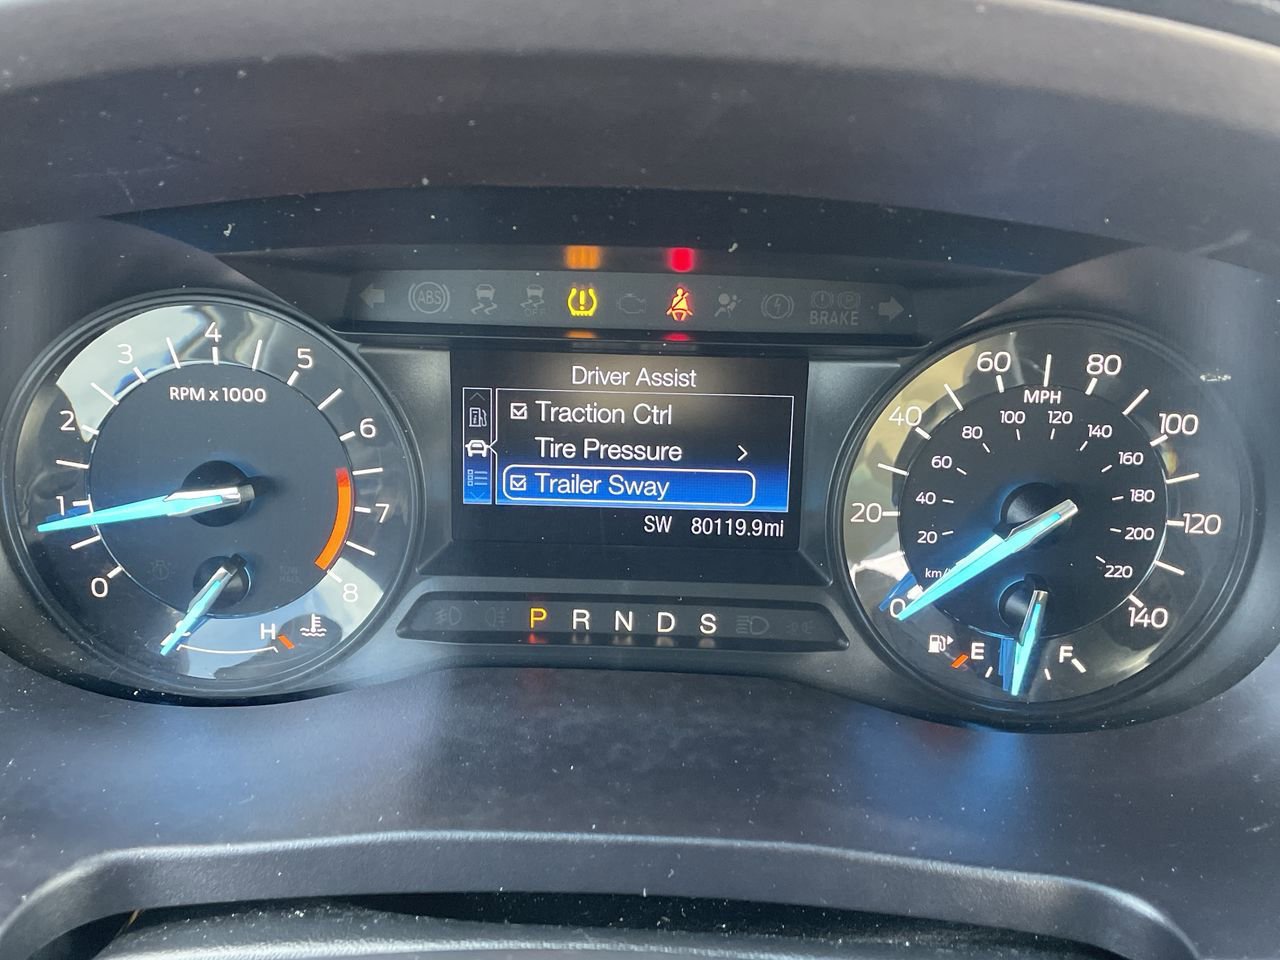 ABS
OFF
BRAKE
0
1
2
3
4
5
6
7
8
RPM x 1000
H
Driver Assist
Traction Ctrl
Tire Pressure
Trailer Sway
SW 80119.9mi
P R N D S
0
20
40
60
80
100
120
140
MPH
20
40
60
80
100
120
140
160
180
200
220
km/
E
F